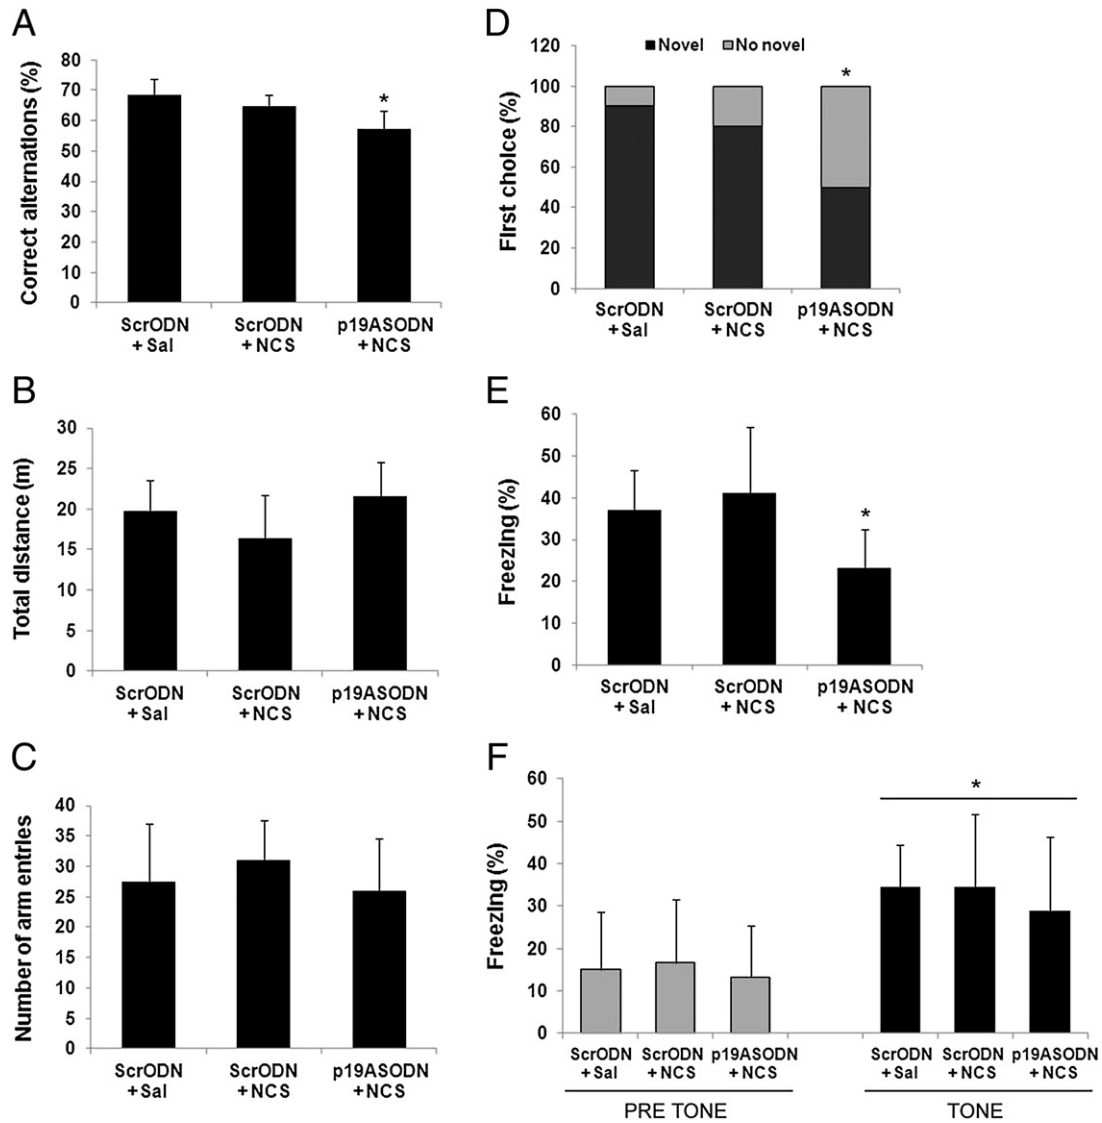 A
Correct alternations (%)
80
70
60
50
40
30
20
10
0
*
ScrODN
+ Sal
ScrODN
+ NCS
p19ASODN
+ NCS
B
Total distance (m)
30
25
20
15
10
5
0
ScrODN
+ Sal
ScrODN
+ NCS
p19ASODN
+ NCS
C
Number of arm entries
40
35
30
25
20
15
10
5
0
ScrODN
+ Sal
ScrODN
+ NCS
p19ASODN
+ NCS
D
First choice (%)
Novel No novel
120
100
80
60
40
20
0
*
ScrODN
+ Sal
ScrODN
+ NCS
p19ASODN
+ NCS
E
Freezing (%)
60
50
40
30
20
10
0
*
ScrODN
+ Sal
ScrODN
+ NCS
p19ASODN
+ NCS
F
Freezing (%)
60
50
40
30
20
10
0
*
ScrODN
+ Sal
ScrODN
+ NCS
p19ASODN
+ NCS
PRE TONE
ScrODN
+ Sal
ScrODN
+ NCS
p19ASODN
+ NCS
TONE